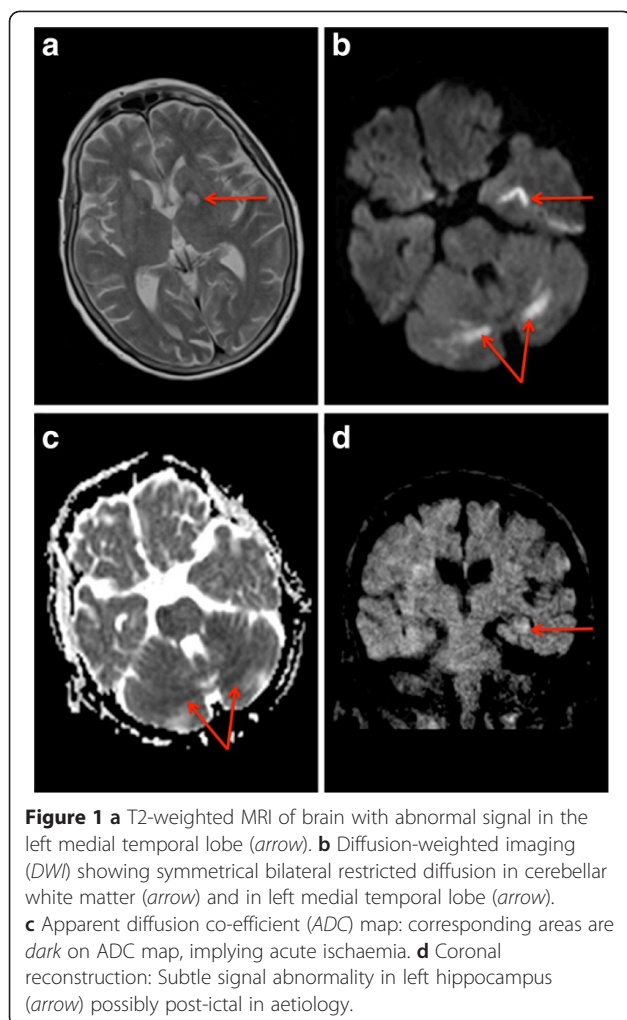 a
b
c
d
Figure 1 a T2-weighted MRI of brain with abnormal signal in the
left medial temporal lobe (arrow). b Diffusion-weighted imaging
(DWI) showing symmetrical bilateral restricted diffusion in cerebellar
white matter (arrow) and in left medial temporal lobe (arrow).
c Apparent diffusion co-efficient (ADC) map: corresponding areas are
dark on ADC map, implying acute ischaemia. d Coronal
reconstruction: Subtle signal abnormality in left hippocampus
(arrow) possibly post-ictal in aetiology.